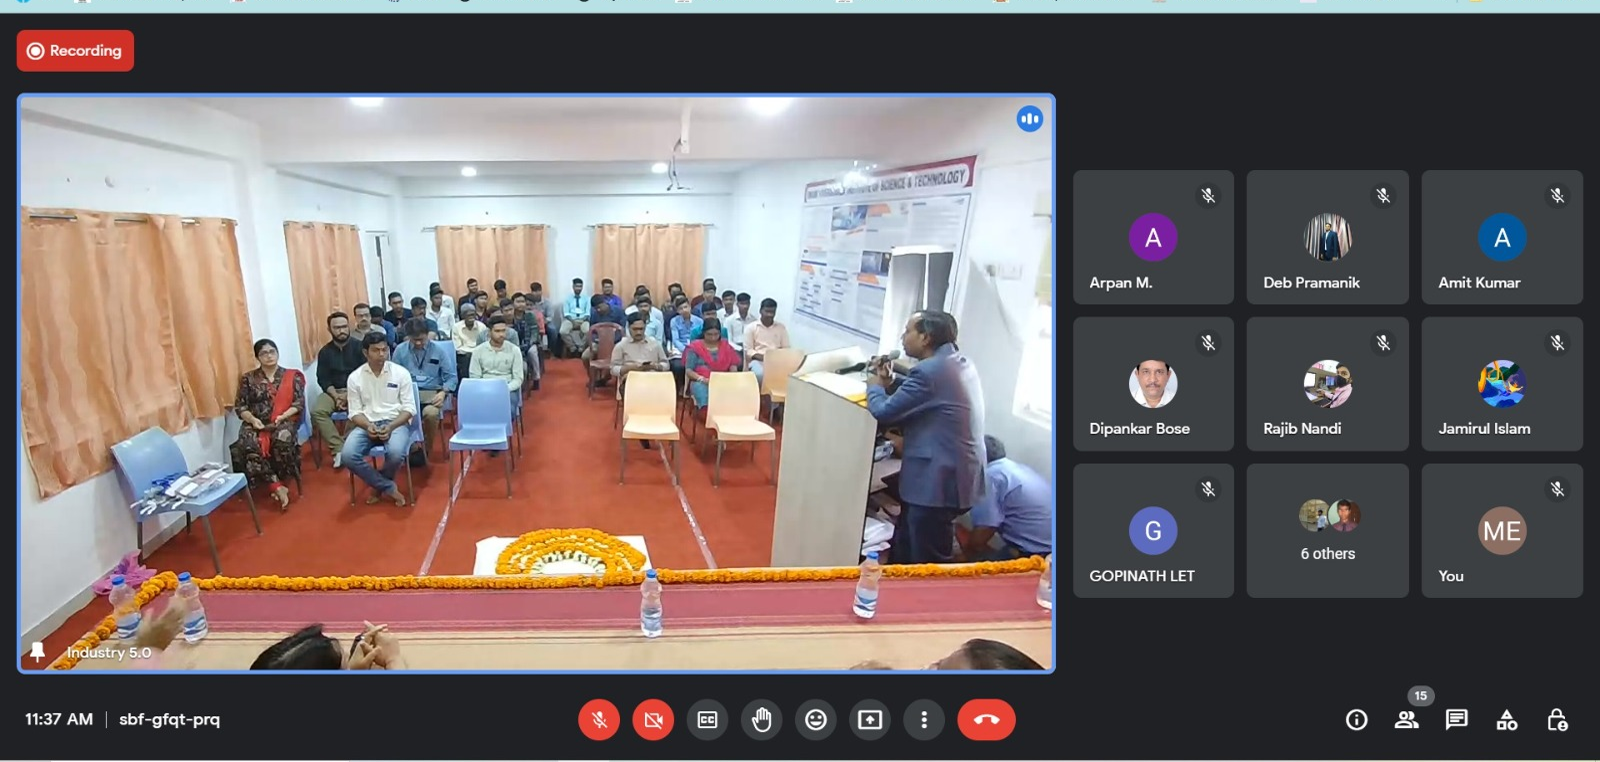 Recording
INSTITUTE OF SCIENCE & TECHNOLOGY
Industry 5.0
A
Arpan M.
Deb Pramanik
A
Amit Kumar
Dipankar Bose
Rajib Nandi
Jamirul Islam
G
GOPINATH LET
6 others
ME
You
11:37 AM | sbf-gfqt-prq
CC
15